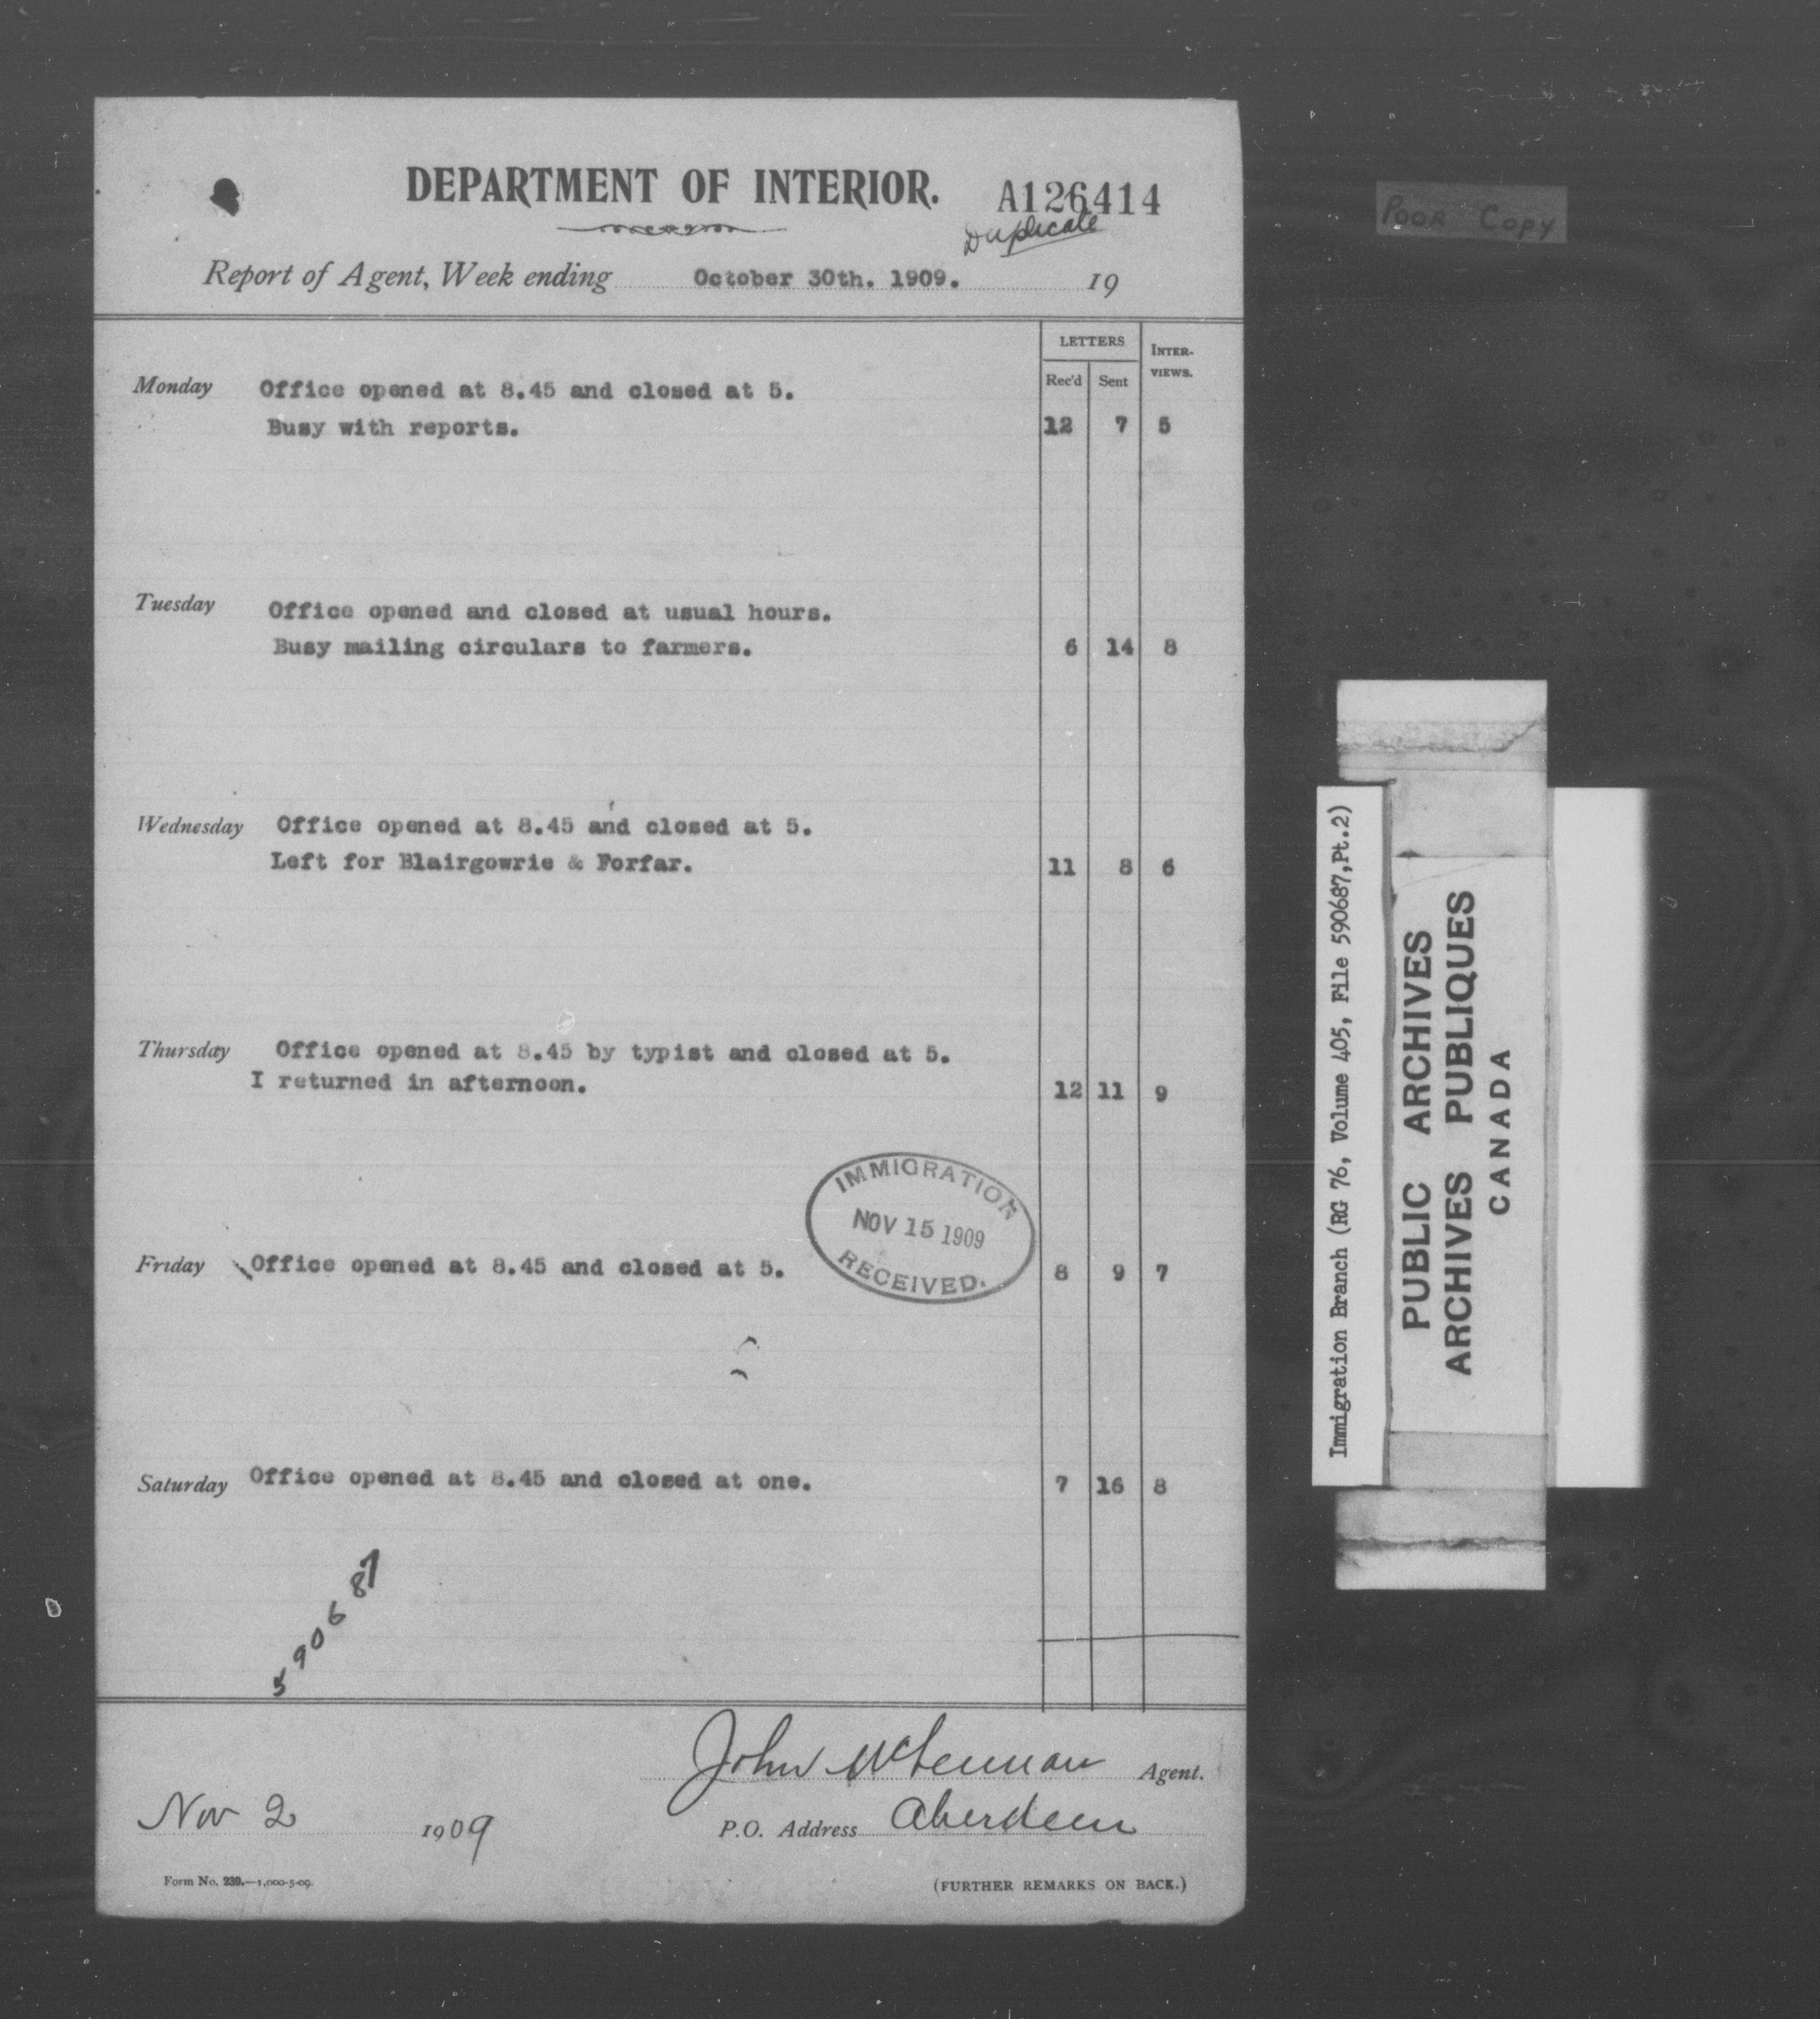 DEPARTMENT OF INTERIOR.
A126414
Duplicate
Report of Agent, Week ending October 30th. 1909. 19
LETTERS
INTER-
VIEWS.
Rec'd Sent
Monday Office opened at 8.45 and closed at 5.
Busy with reports. 12 7 5
Tuesday Office opened and closed at usual hours.
Busy mailing circulars to farmers. 6 14 8
Wednesday Office opened at 8.45 and closed at 5.
Left for Blairgowrie & Forfar. 11 8 6
Thursday Office opened at 8.45 by typist and closed at 5.
I returned in afternoon. 12 11 9
IMMIGRATION
NOV 15 1909
RECEIVED.
Friday Office opened at 8.45 and closed at 5. 8 9 7
Saturday Office opened at 8.45 and closed at one. 7 16 8
590687
John McLennan Agent.
Nov 2 1909
P.O. Address Aberdeen
Form No. 239.—1,000-5-09.
(FURTHER REMARKS ON BACK.)
POOR COPY
Immigration Branch (RG 76, Volume 405, File 590687,Pt.2)
PUBLIC ARCHIVES
ARCHIVES PUBLIQUES
CANADA